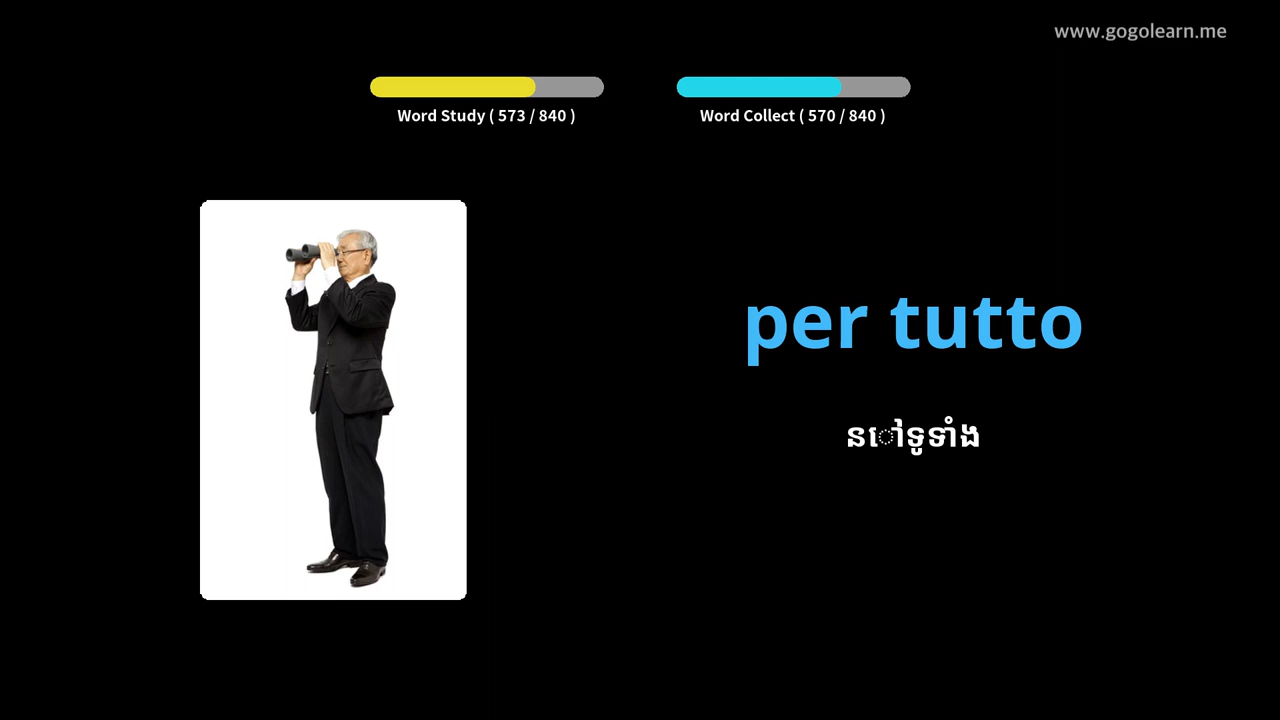 www.gogolearn.me
Word Study ( 573 / 840 )
Word Collect ( 570 / 840 )
per tutto
នៅទូទាំង